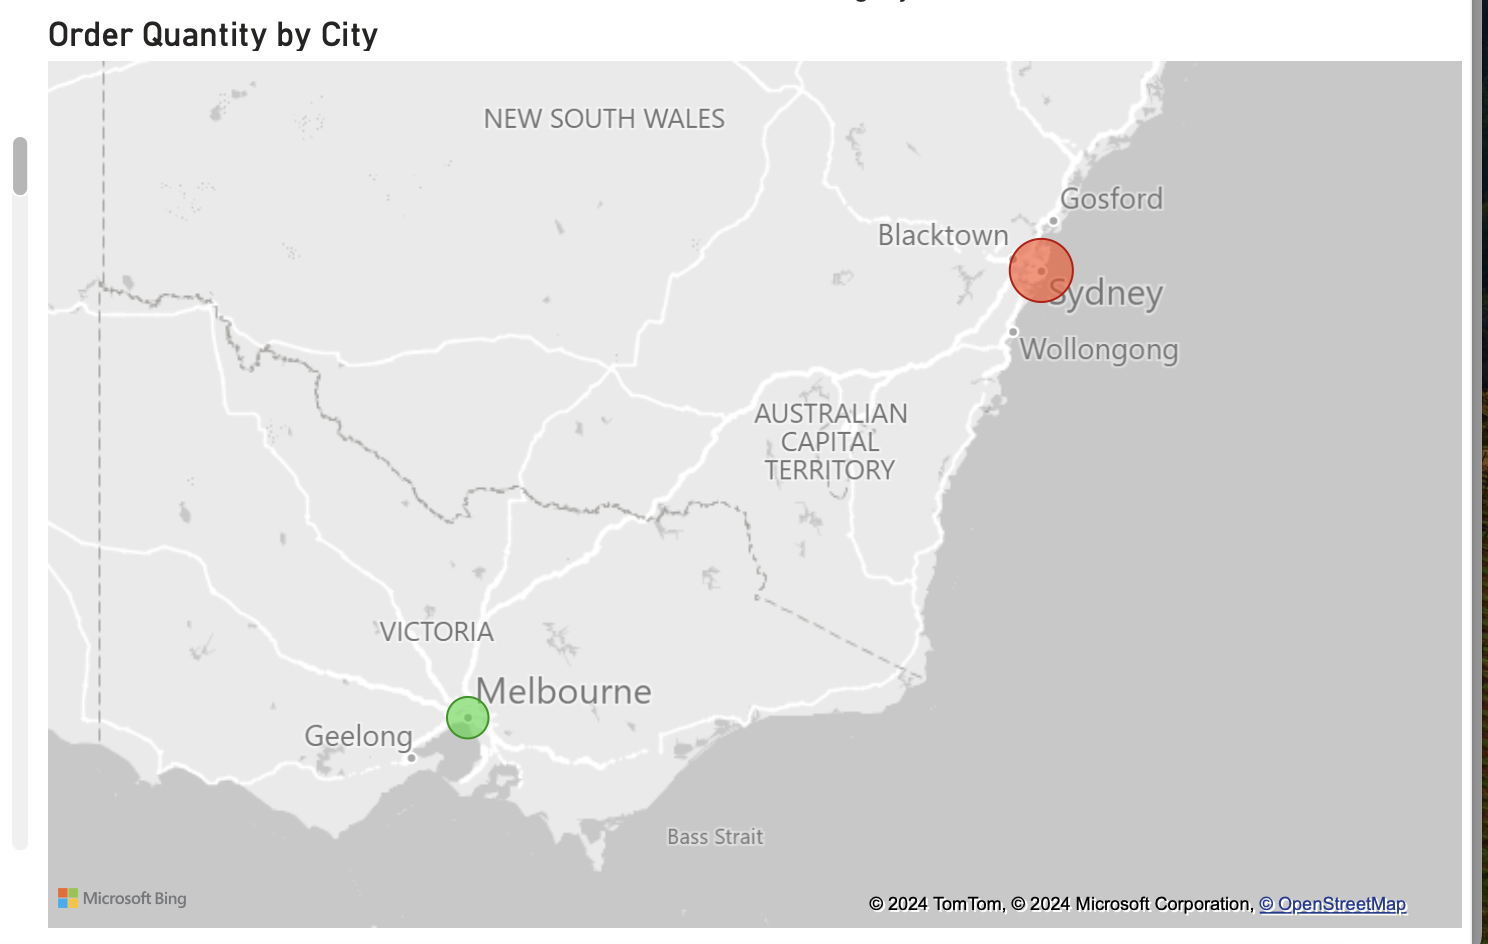 Order Quantity by City
NEW SOUTH WALES
Gosford
Blacktown
Sydney
Wollongong
AUSTRALIAN
CAPITAL
TERRITORY
VICTORIA
Melbourne
Geelong
Bass Strait
Microsoft Bing
© 2024 TomTom, © 2024 Microsoft Corporation, © OpenStreetMap